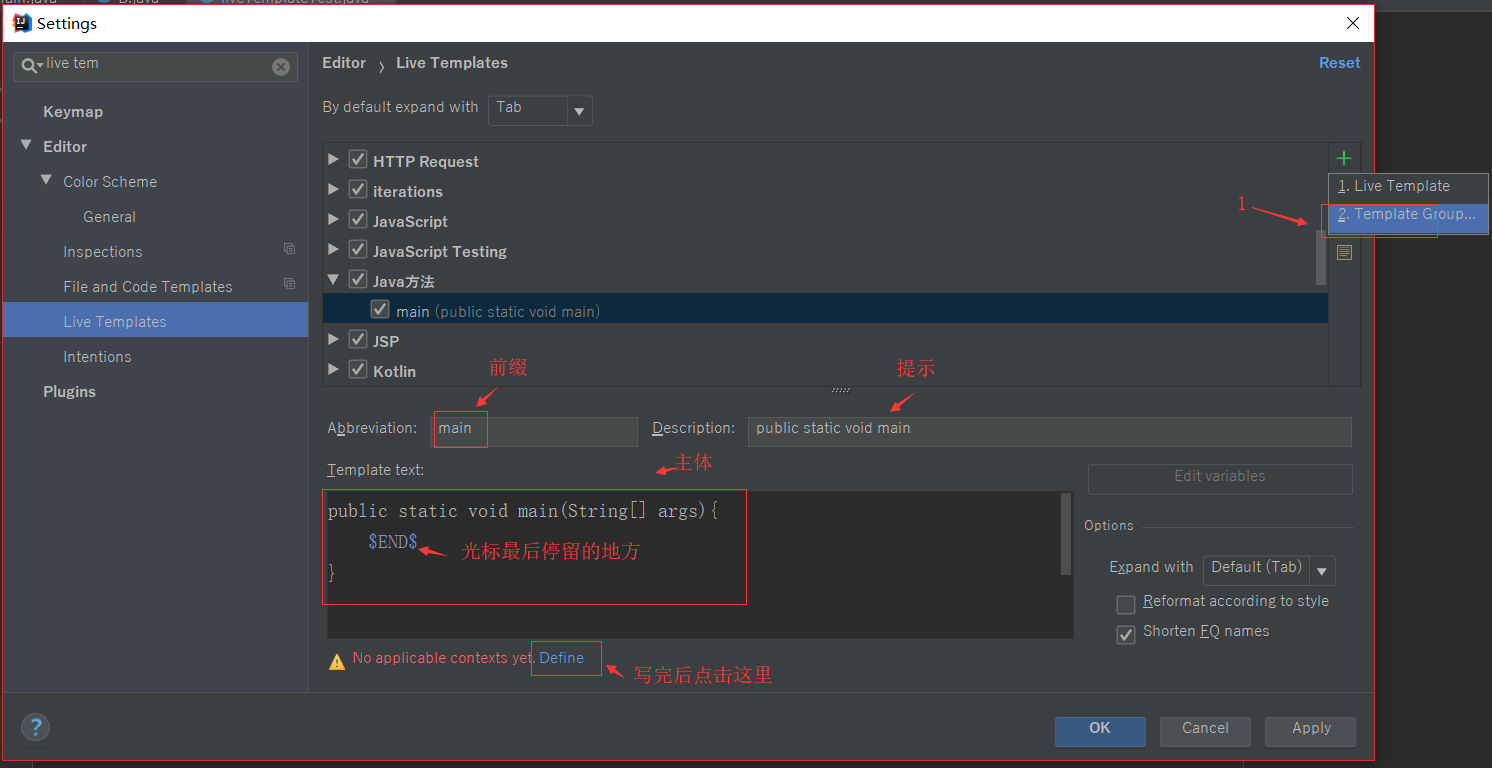 Settings
live tem
Keymap
Editor
Color Scheme
General
Inspections
File and Code Templates
Live Templates
Intentions
Plugins
Editor › Live Templates
Reset
By default expand with Tab
HTTP Request
iterations
JavaScript
JavaScript Testing
Java方法
main (public static void main)
JSP
Kotlin
1
1. Live Template
2. Template Group...
前缀
提示
Abbreviation: main
Description: public static void main
主体
Template text:
public static void main(String[] args){
$END$
光标最后停留的地方
}
Edit variables
Options
Expand with Default (Tab)
Reformat according to style
Shorten FQ names
No applicable contexts yet. Define
写完后点击这里
?
OK
Cancel
Apply